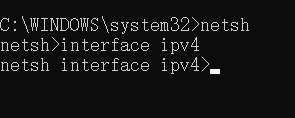 C:\WINDOWS\system32>netsh
netsh>interface ipv4
netsh interface ipv4>